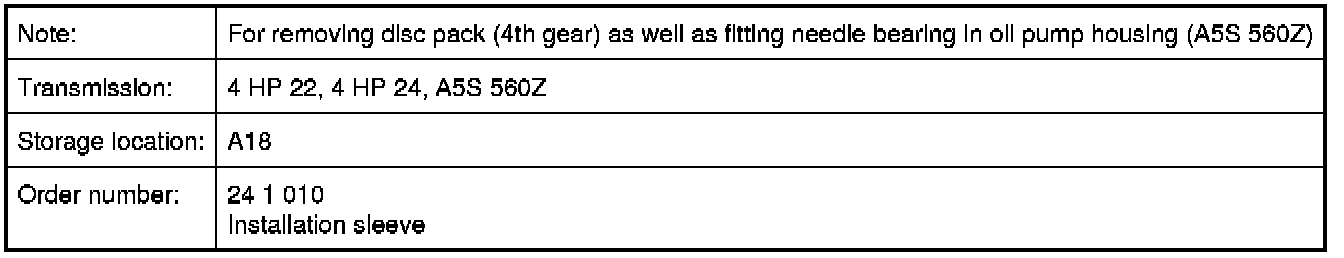 Note: For removing disc pack (4th gear) as well as fitting needle bearing in oil pump housing (A5S 560Z)
Transmission: 4 HP 22, 4 HP 24, A5S 560Z
Storage location: A18
Order number: 24 1 010
Installation sleeve